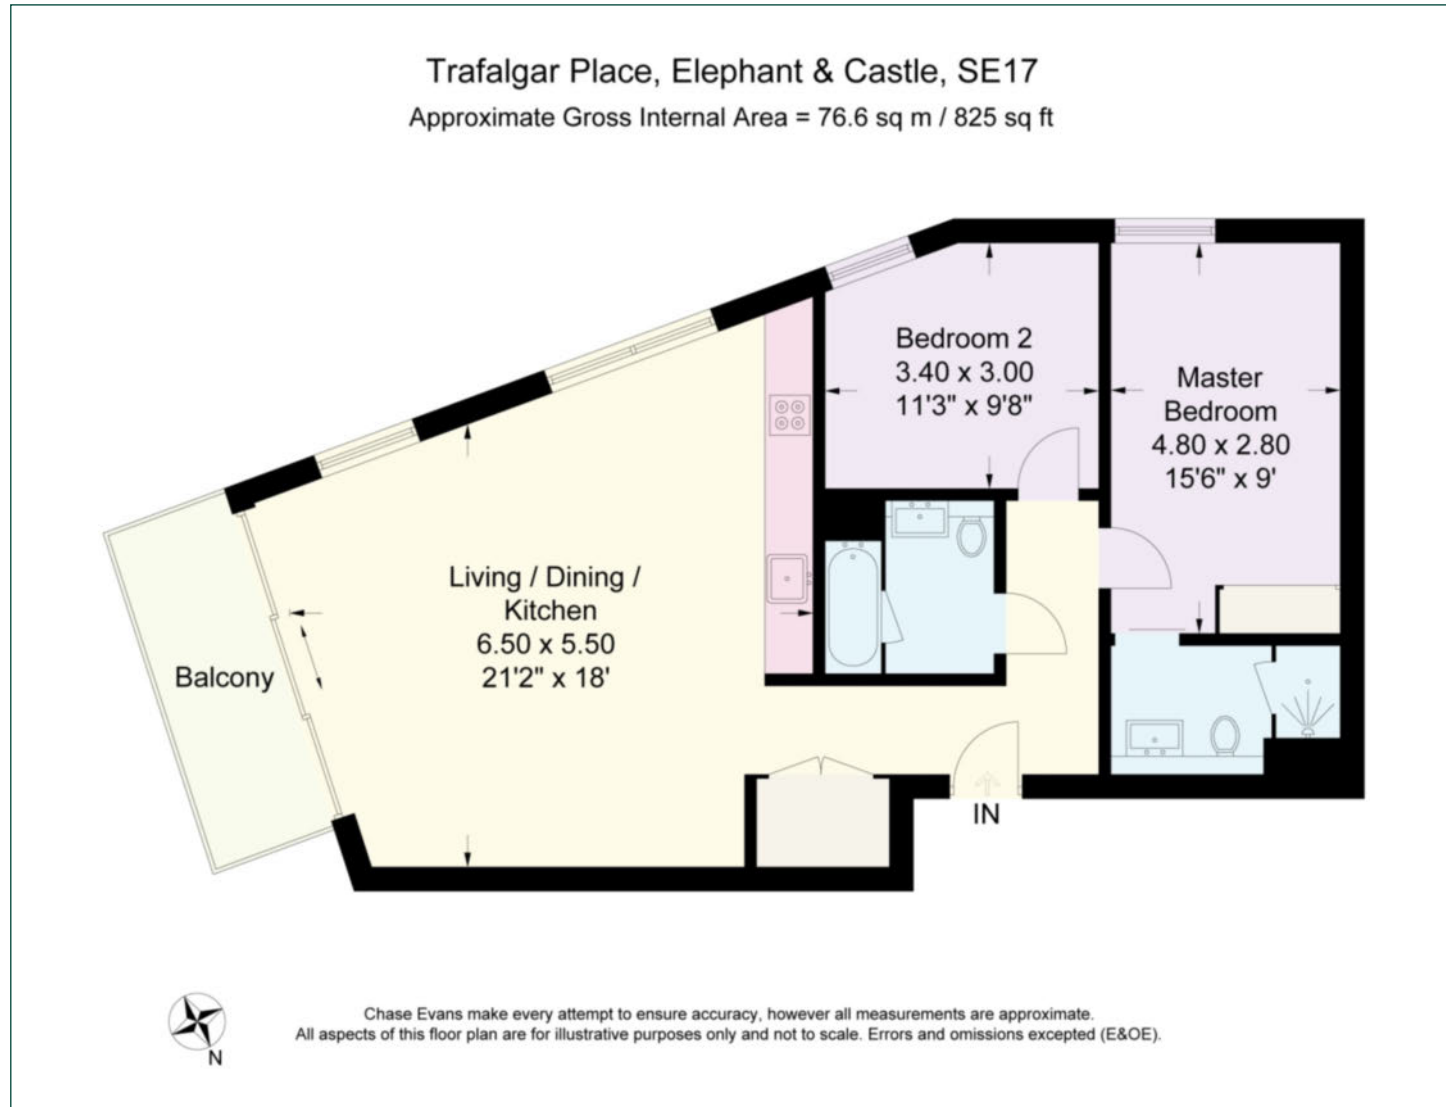 Trafalgar Place, Elephant & Castle, SE17
Approximate Gross Internal Area = 76.6 sq m / 825 sq ft
Bedroom 2
3.40 x 3.00
11'3" x 9'8"
Master
Bedroom
4.80 x 2.80
15'6" x 9'
Living / Dining /
Kitchen
6.50 x 5.50
21'2" x 18'
Balcony
IN
N
Chase Evans make every attempt to ensure accuracy, however all measurements are approximate.
All aspects of this floor plan are for illustrative purposes only and not to scale. Errors and omissions excepted (E&OE).